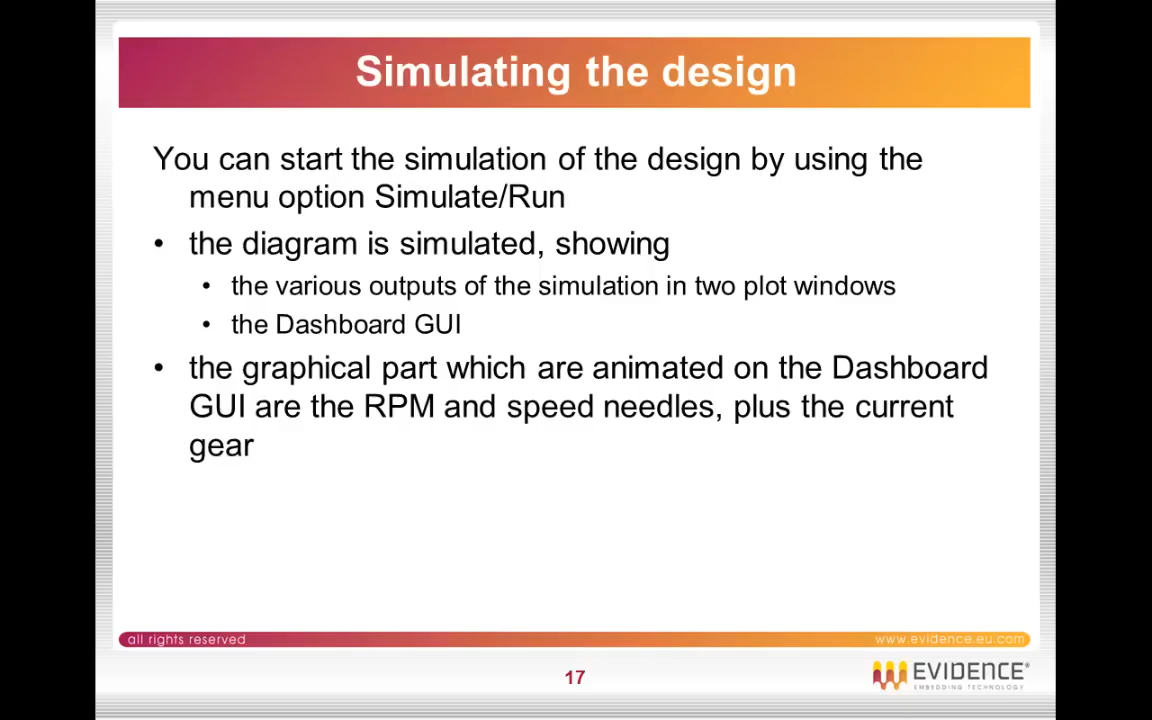 Simulating the design
You can start the simulation of the design by using the
menu option Simulate/Run
• the diagram is simulated, showing
• the various outputs of the simulation in two plot windows
• the Dashboard GUI
• the graphical part which are animated on the Dashboard
GUI are the RPM and speed needles, plus the current
gear
all rights reserved
www.evidence.eu.com
17
EVIDENCE®
EMBEDDING TECHNOLOGY